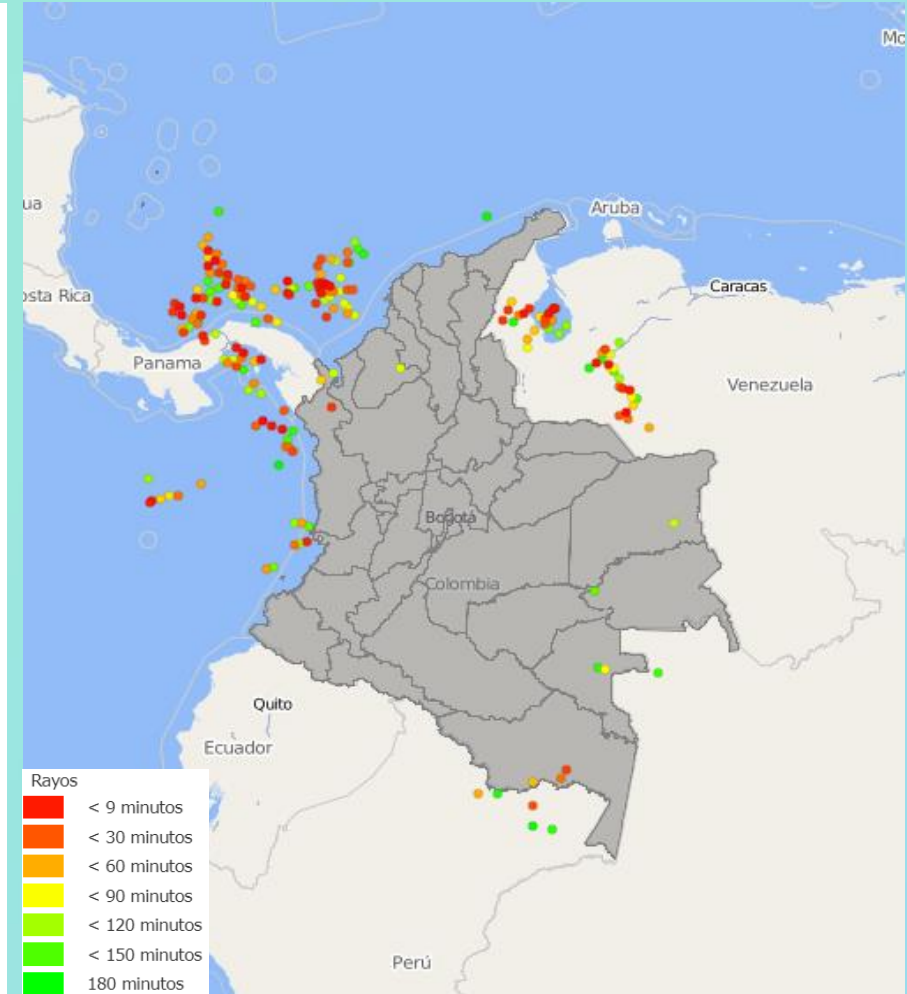 Mo
ua
Aruba
Caracas
osta Rica
Panama
Venezuela
Bogotá
Colombia
Quito
Ecuador
Perú
Rayos
< 9 minutos
< 30 minutos
< 60 minutos
< 90 minutos
< 120 minutos
< 150 minutos
180 minutos